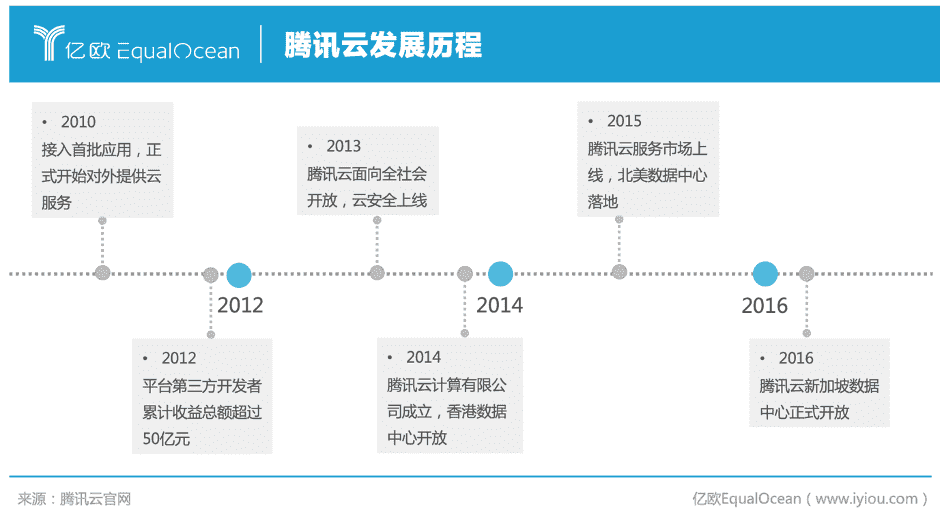 亿欧 EqualOcean
腾讯云发展历程
• 2010
接入首批应用，正
式开始对外提供云
服务
• 2013
腾讯云面向全社会
开放，云安全上线
• 2015
腾讯云服务市场上
线，北美数据中心
落地
2012
2014
2016
• 2012
平台第三方开发者
累计收益总额超过
50亿元
• 2014
腾讯云计算有限公
司成立，香港数据
中心开放
• 2016
腾讯云新加坡数据
中心正式开放
来源：腾讯云官网
亿欧EqualOcean（www.iyiou.com）